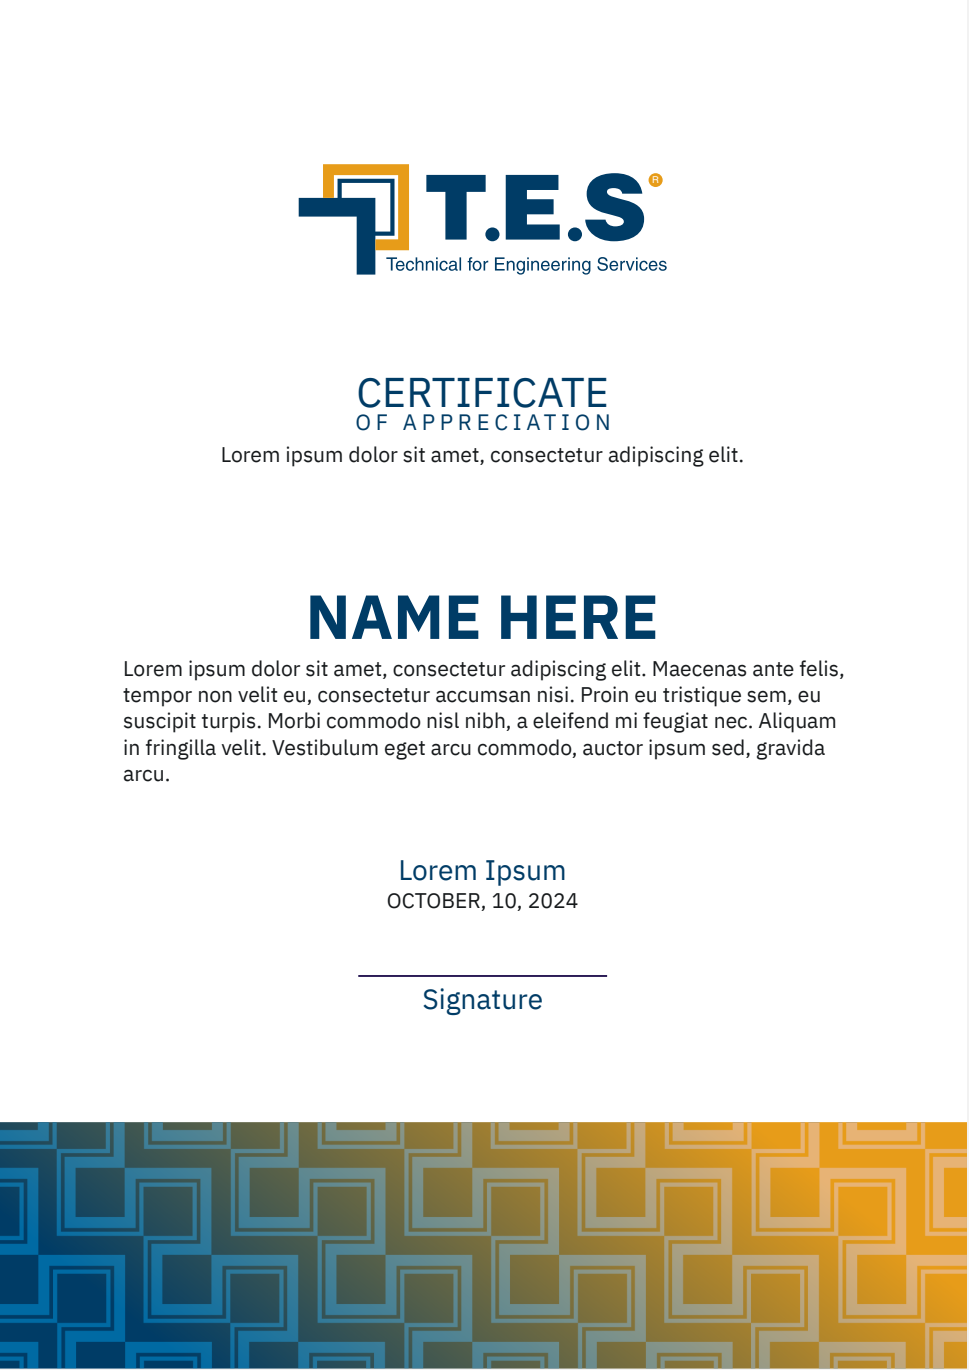 T.E.S®
Technical for Engineering Services
CERTIFICATE
OF APPRECIATION
Lorem ipsum dolor sit amet, consectetur adipiscing elit.
NAME HERE
Lorem ipsum dolor sit amet, consectetur adipiscing elit. Maecenas ante felis,
tempor non velit eu, consectetur accumsan nisi. Proin eu tristique sem, eu
suscipit turpis. Morbi commodo nisl nibh, a eleifend mi feugiat nec. Aliquam
in fringilla velit. Vestibulum eget arcu commodo, auctor ipsum sed, gravida
arcu.
Lorem Ipsum
OCTOBER, 10, 2024
Signature